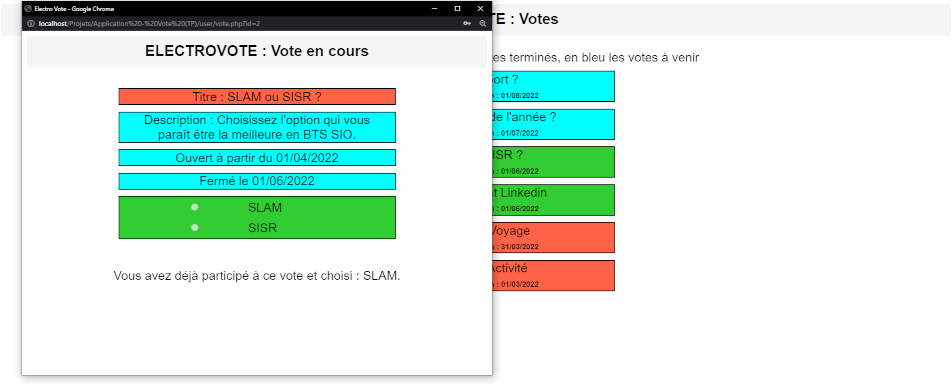 Electro Vote - Google Chrome
localhost/Projets/Application%20-%20Vote%20(TP)/user/vote.php?id=2
ELECTROVOTE : Vote en cours
Titre : SLAM ou SISR ?
Description : Choisissez l'option qui vous
paraît être la meilleure en BTS SIO.
Ouvert à partir du 01/04/2022
Fermé le 01/06/2022
SLAM
SISR
Vous avez déjà participé à ce vote et choisi : SLAM.
TE : Votes
es terminés, en bleu les votes à venir
ort ?
: 01/08/2022
de l'année ?
: 01/07/2022
ISR ?
: 01/06/2022
t Linkedin
: 01/06/2022
Voyage
: 31/03/2022
Activité
: 01/03/2022